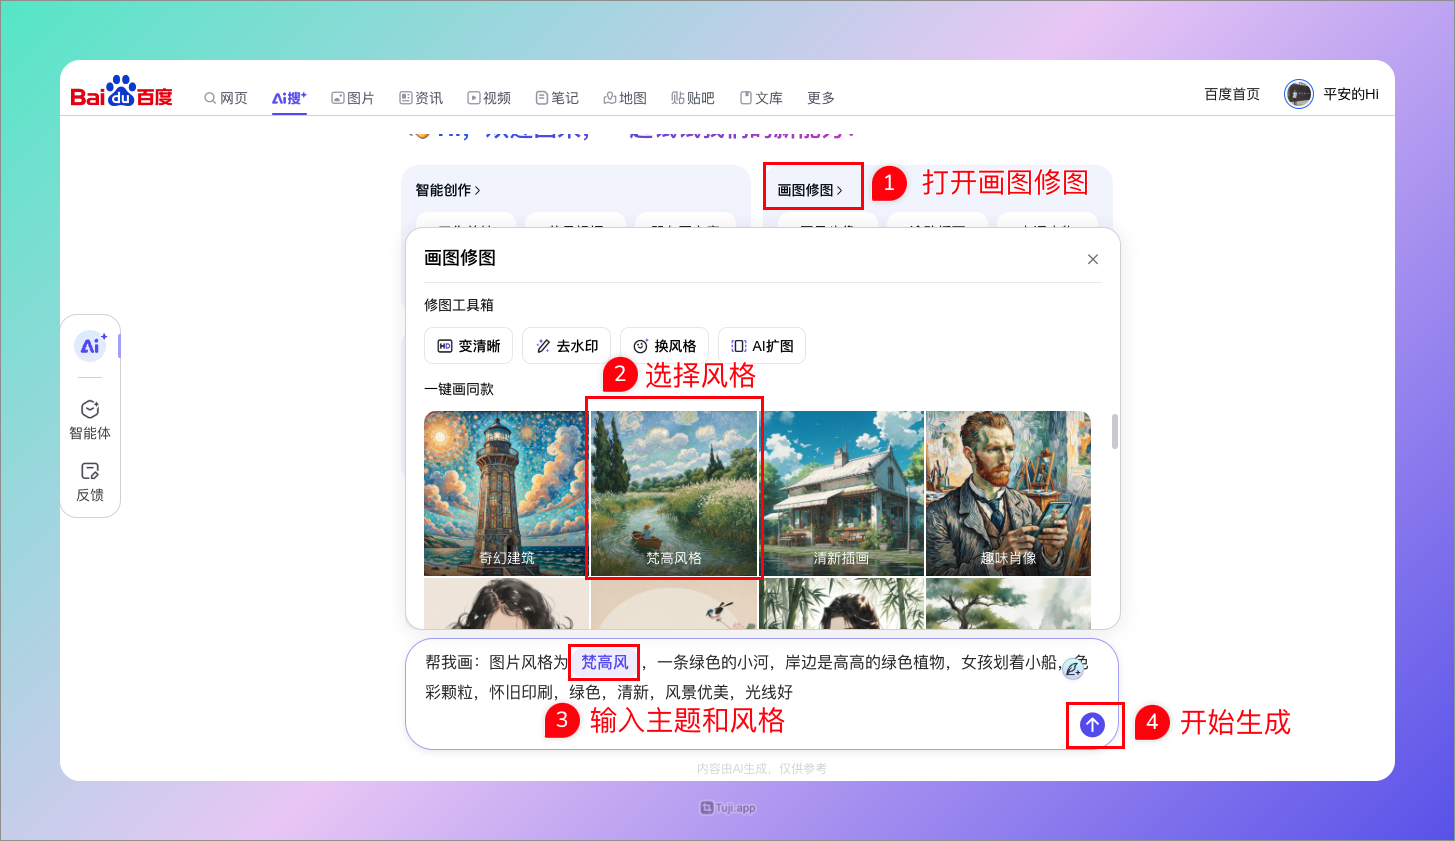 Bai du 百度
网页 Ai搜 图片 资讯 视频 笔记 地图 贴吧 文库 更多
百度首页 平安的Hi
智能创作
画图修图
1 打开画图修图
画图修图
修图工具箱
HD 变清晰 去水印 换风格 AI扩图
2 选择风格
一键画同款
奇幻建筑 梵高风格 清新插画 趣味肖像
Ai
智能体
反馈
帮我画：图片风格为 梵高风 ，一条绿色的小河，岸边是高高的绿色植物，女孩划着小船，色
彩颗粒，怀旧印刷，绿色，清新，风景优美，光线好
3 输入主题和风格
4 开始生成
内容由AI生成，仅供参考
Tuji.app